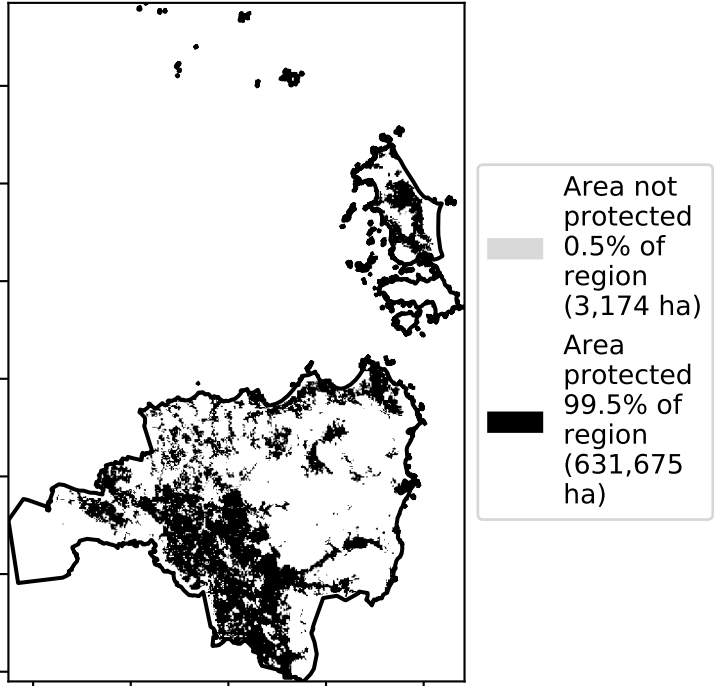 Area not
protected
0.5% of
region
(3,174 ha)
Area
protected
99.5% of
region
(631,675
ha)